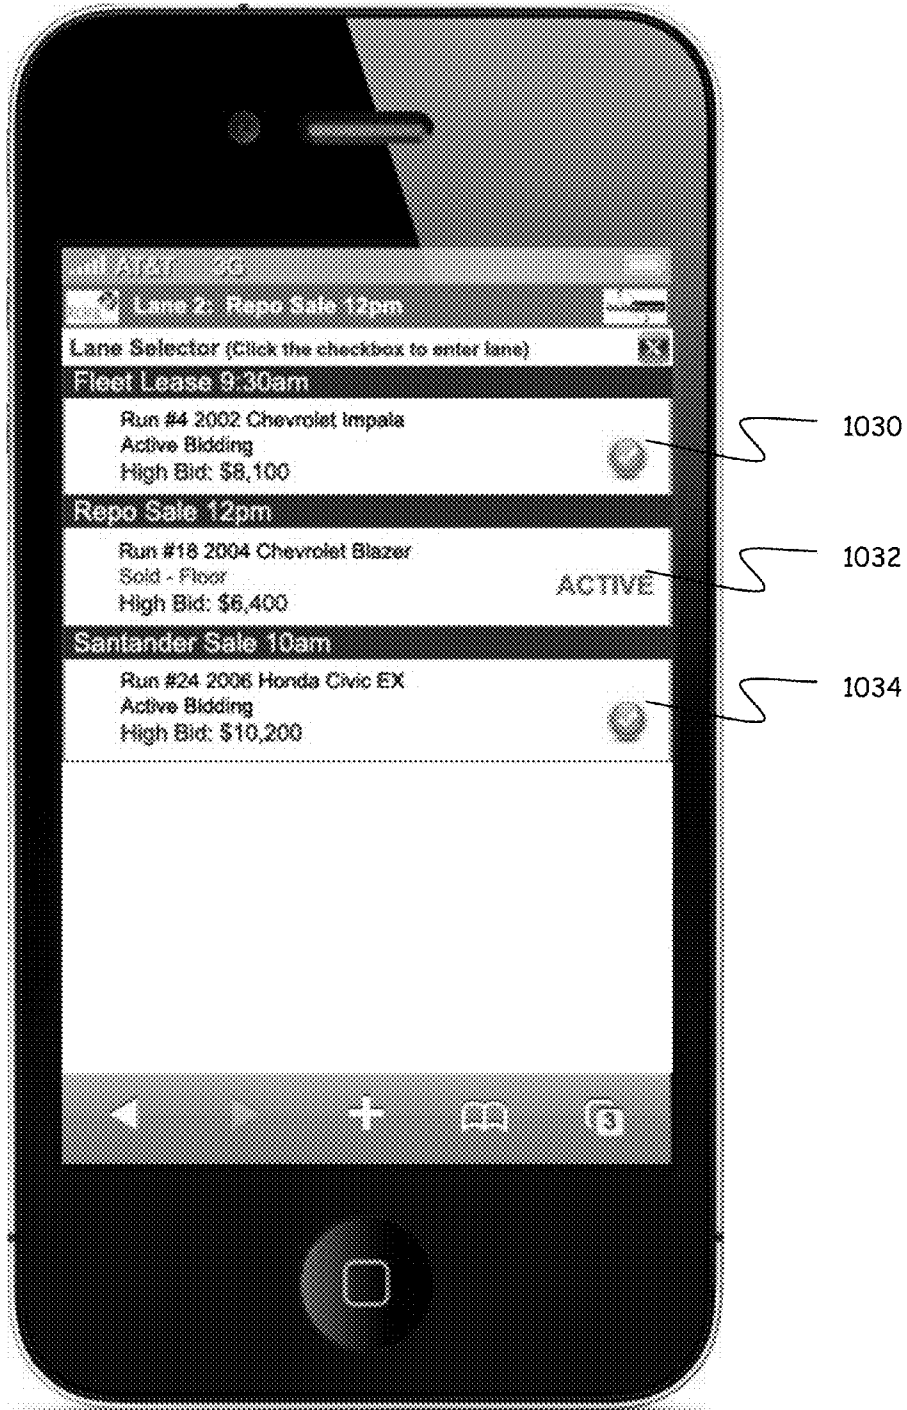 AT&T 3G
Lane 2: Repo Sale 12pm
Lane Selector (Click the checkbox to enter lane)
X
Fleet Lease 9:30am
Run #4 2002 Chevrolet Impala
Active Bidding
High Bid: $8,100
1030
Repo Sale 12pm
Run #18 2004 Chevrolet Blazer
Sold - Floor
High Bid: $6,400
ACTIVE
1032
Santander Sale 10am
Run #24 2006 Honda Civic EX
Active Bidding
High Bid: $10,200
1034
3